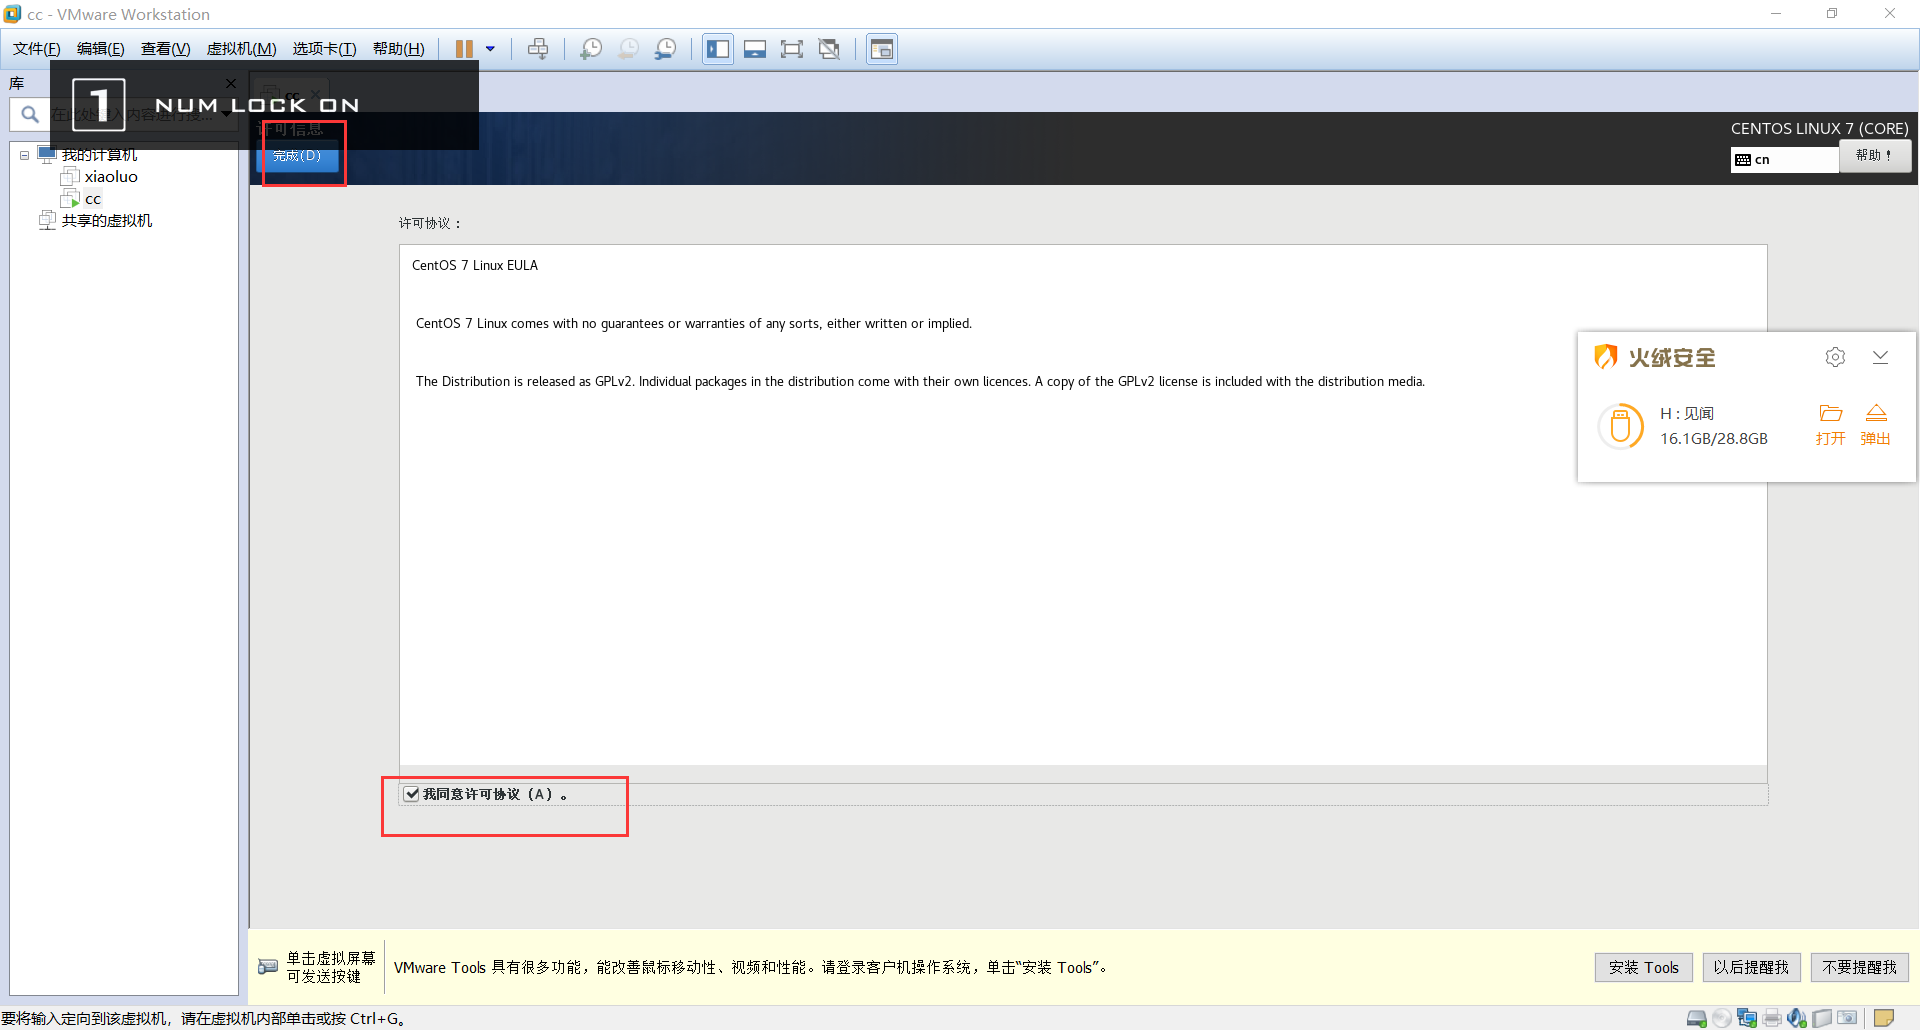 cc - VMware Workstation
文件(F) 编辑(E) 查看(V) 虚拟机(M) 选项卡(T) 帮助(H)
库
1 NUM LOCK ON
cc
在此处键入内容进行搜...
我的计算机
xiaoluo
cc
共享的虚拟机
许可信息
完成(D)
CENTOS LINUX 7 (CORE)
cn
帮助！
许可协议：
CentOS 7 Linux EULA
CentOS 7 Linux comes with no guarantees or warranties of any sorts, either written or implied.
The Distribution is released as GPLv2. Individual packages in the distribution come with their own licences. A copy of the GPLv2 license is included with the distribution media.
火绒安全
H : 见闻
16.1GB/28.8GB
打开 弹出
我同意许可协议（A）。
单击虚拟屏幕
可发送按键
VMware Tools 具有很多功能，能改善鼠标移动性、视频和性能。请登录客户机操作系统，单击“安装 Tools”。
安装 Tools 以后提醒我 不要提醒我
要将输入定向到该虚拟机，请在虚拟机内部单击或按 Ctrl+G。